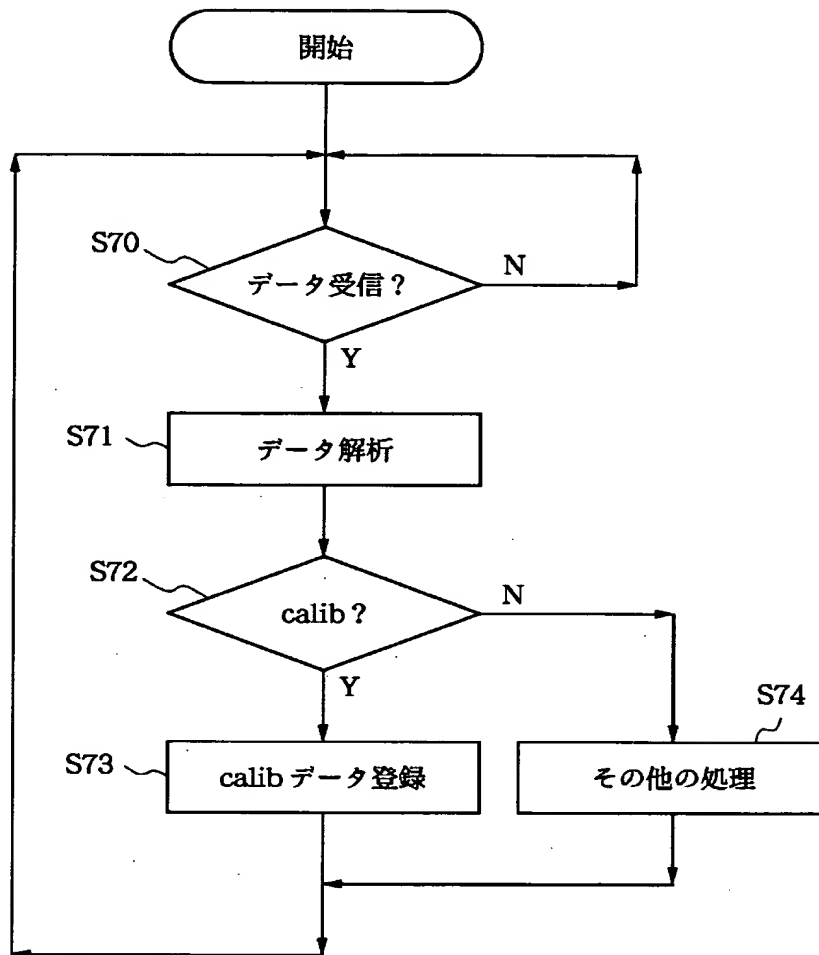 開始
S70
データ受信？
N
Y
S71
データ解析
S72
calib？
N
Y
S73
calibデータ登録
S74
その他の処理